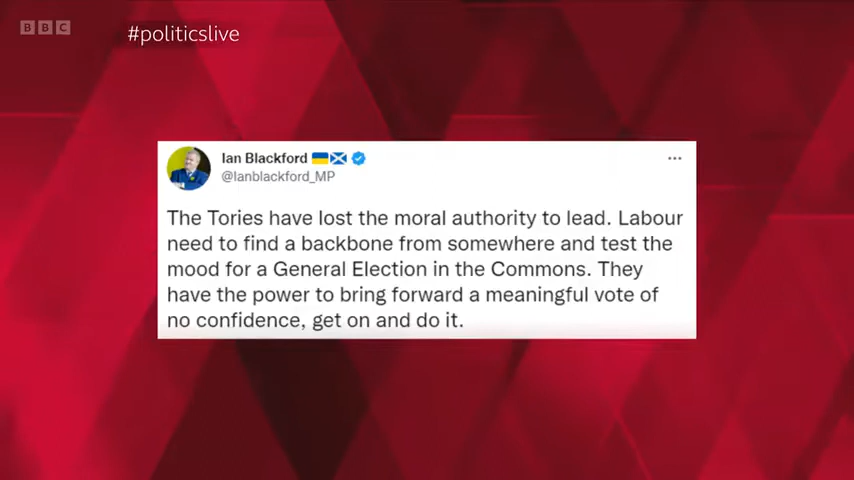 BBC
#politicslive
Ian Blackford
@Ianblackford_MP
The Tories have lost the moral authority to lead. Labour
need to find a backbone from somewhere and test the
mood for a General Election in the Commons. They
have the power to bring forward a meaningful vote of
no confidence, get on and do it.